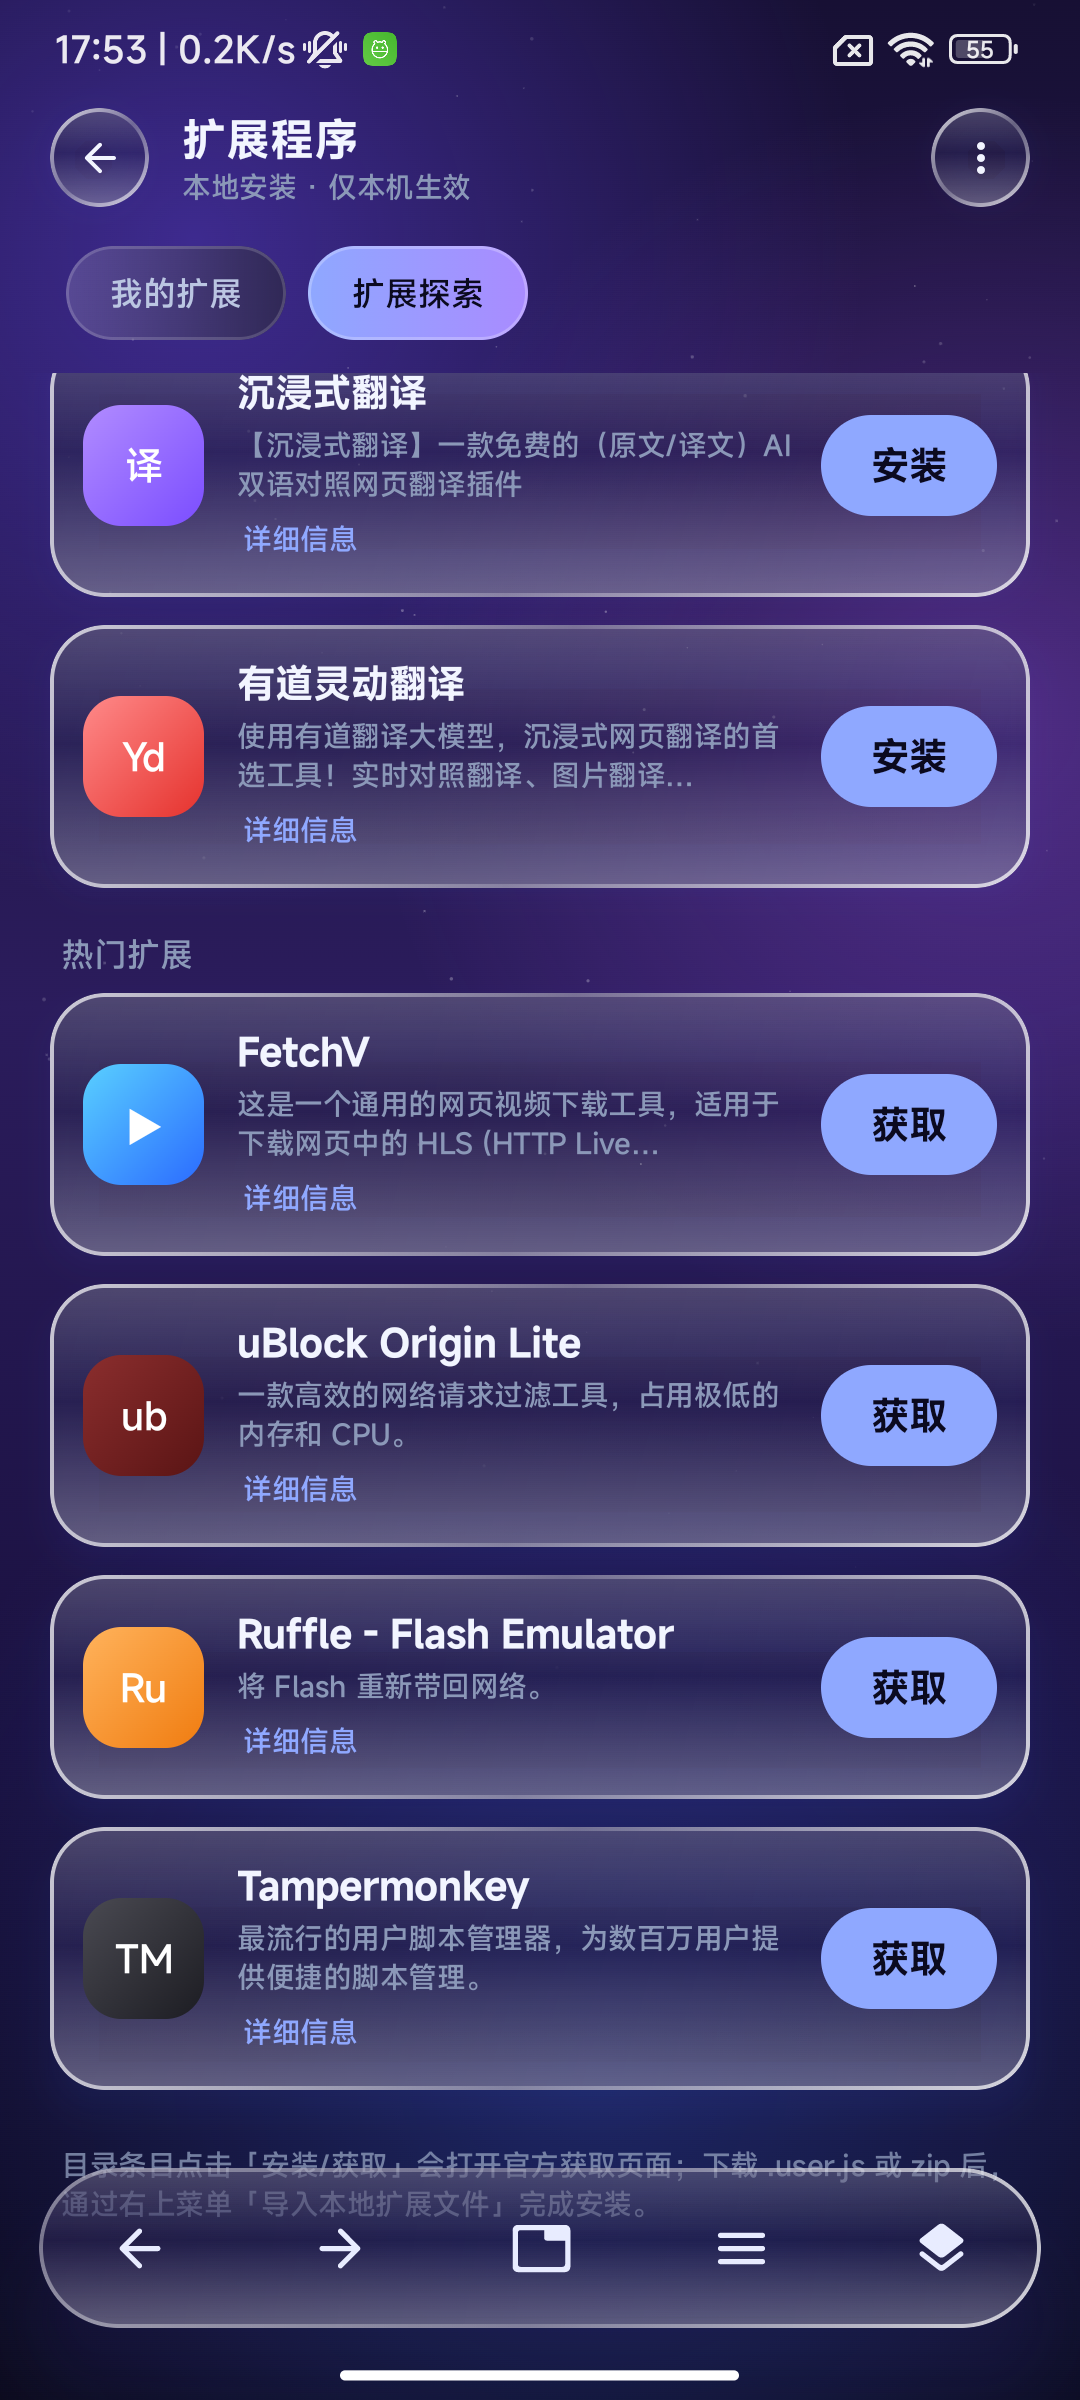 17:53 | 0.2K/s
55
扩展程序
本地安装 · 仅本机生效
我的扩展
扩展探索
沉浸式翻译
译
【沉浸式翻译】一款免费的（原文/译文）AI
双语对照网页翻译插件
安装
详细信息
有道灵动翻译
Yd
使用有道翻译大模型，沉浸式网页翻译的首
选工具！实时对照翻译、图片翻译...
安装
详细信息
热门扩展
FetchV
这是一个通用的网页视频下载工具，适用于
下载网页中的 HLS (HTTP Live...
获取
详细信息
uBlock Origin Lite
ub
一款高效的网络请求过滤工具，占用极低的
内存和 CPU。
获取
详细信息
Ruffle - Flash Emulator
Ru
将 Flash 重新带回网络。
获取
详细信息
Tampermonkey
TM
最流行的用户脚本管理器，为数百万用户提
供便捷的脚本管理。
获取
详细信息
目录条目点击「安装/获取」会打开官方获取页面；下载 .user.js 或 zip 后，
通过右上菜单「导入本地扩展文件」完成安装。